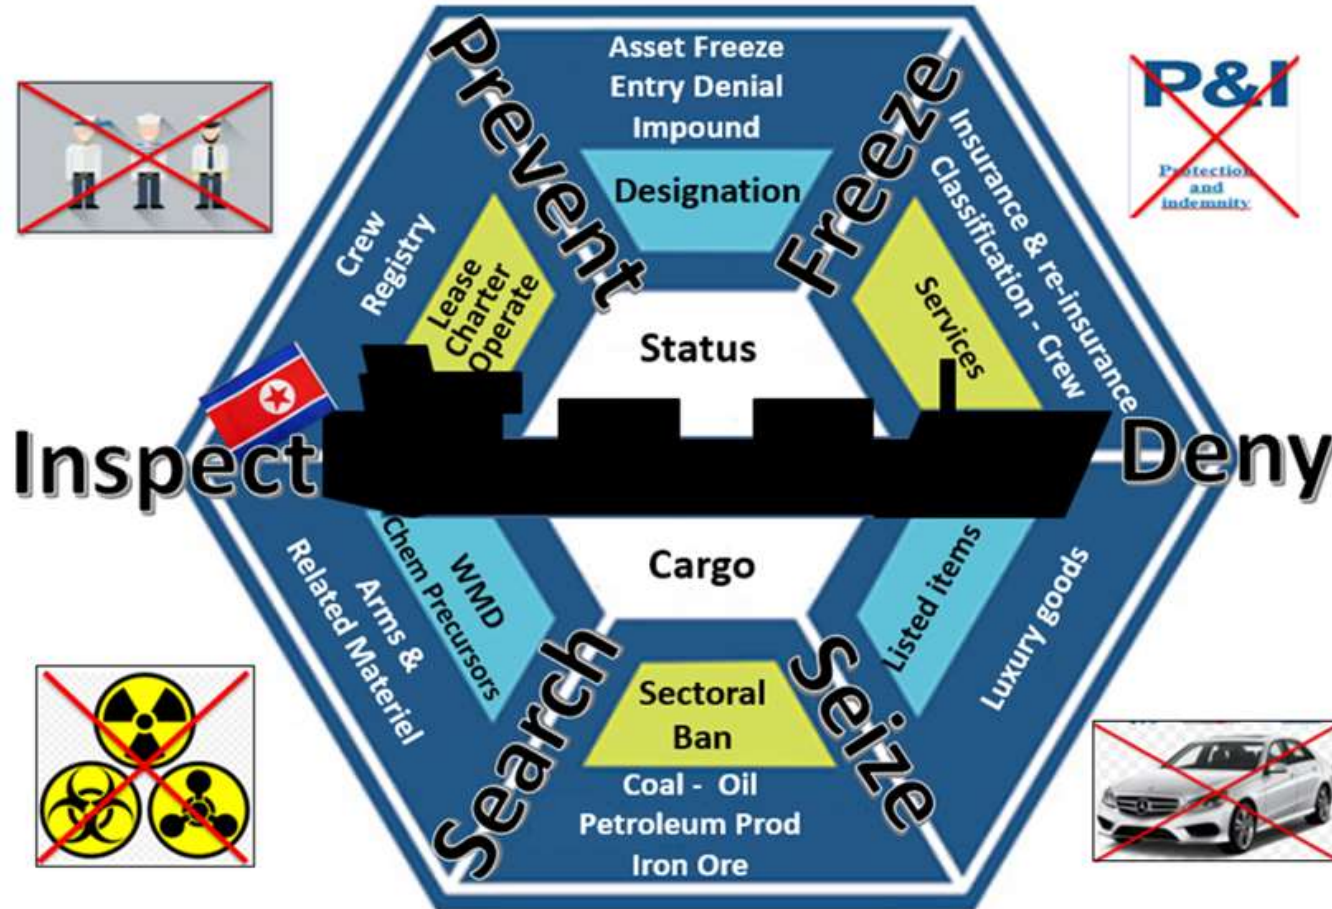 Prevent
Asset Freeze
Entry Denial
Impound
Designation
Freeze
P&I
Protection
and
indemnity
Insurance & re-insurance
Classification - Crew
Services
Crew
Registry
Lease
Charter
Operate
Status
Inspect
Deny
Cargo
WMD
Chem Precursors
Arms &
Related Materiel
Listed items
Luxury goods
Search
Sectoral
Ban
Seize
Coal - Oil
Petroleum Prod
Iron Ore